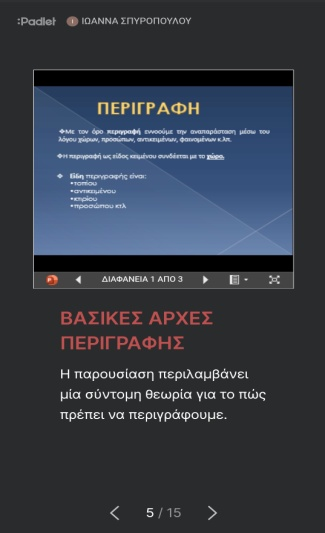 :Padlet ΙΩΑΝΝΑ ΣΠΥΡΟΠΟΥΛΟΥ
ΠΕΡΙΓΡΑΦΗ
❖Με τον όρο περιγραφή εννοούμε την αναπαράσταση μέσω του
λόγου χώρων, προσώπων, αντικειμένων, φαινομένων κ.λπ.
❖Η περιγραφή ως είδος κειμένου συνδέεται με το χώρο.
❖ Είδη περιγραφής είναι:
•τοπίου
•αντικειμένου
•κτηρίου
•προσώπου κτλ
ΔΙΑΦΑΝΕΙΑ 1 ΑΠΟ 3
ΒΑΣΙΚΕΣ ΑΡΧΕΣ
ΠΕΡΙΓΡΑΦΗΣ
Η παρουσίαση περιλαμβάνει
μία σύντομη θεωρία για το πώς
πρέπει να περιγράφουμε.
5 / 15